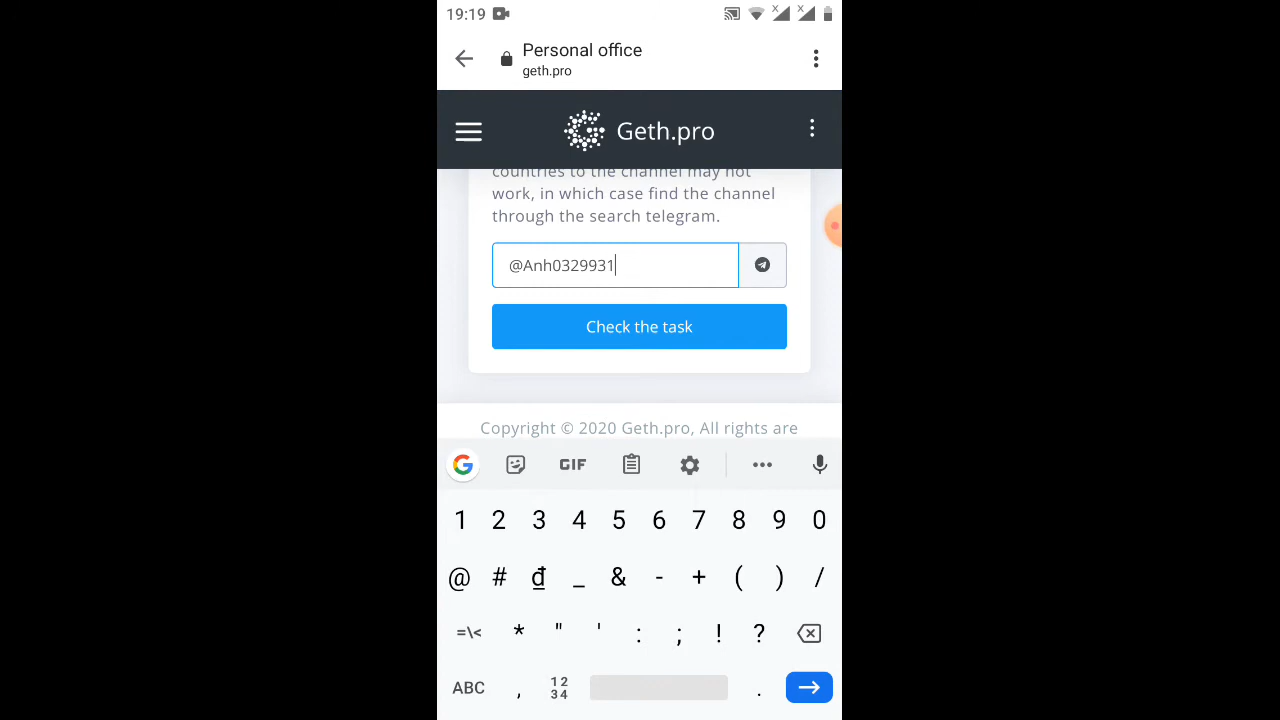 19:19
Personal office
geth.pro
Geth.pro
countries to the channel may not
work, in which case find the channel
through the search telegram.
@Anh0329931
Check the task
Copyright © 2020 Geth.pro, All rights are
G GIF
1 2 3 4 5 6 7 8 9 0
@ # ₫ _ & - + ( ) /
=\< * " ' : ; ! ?
ABC , 12 34 .